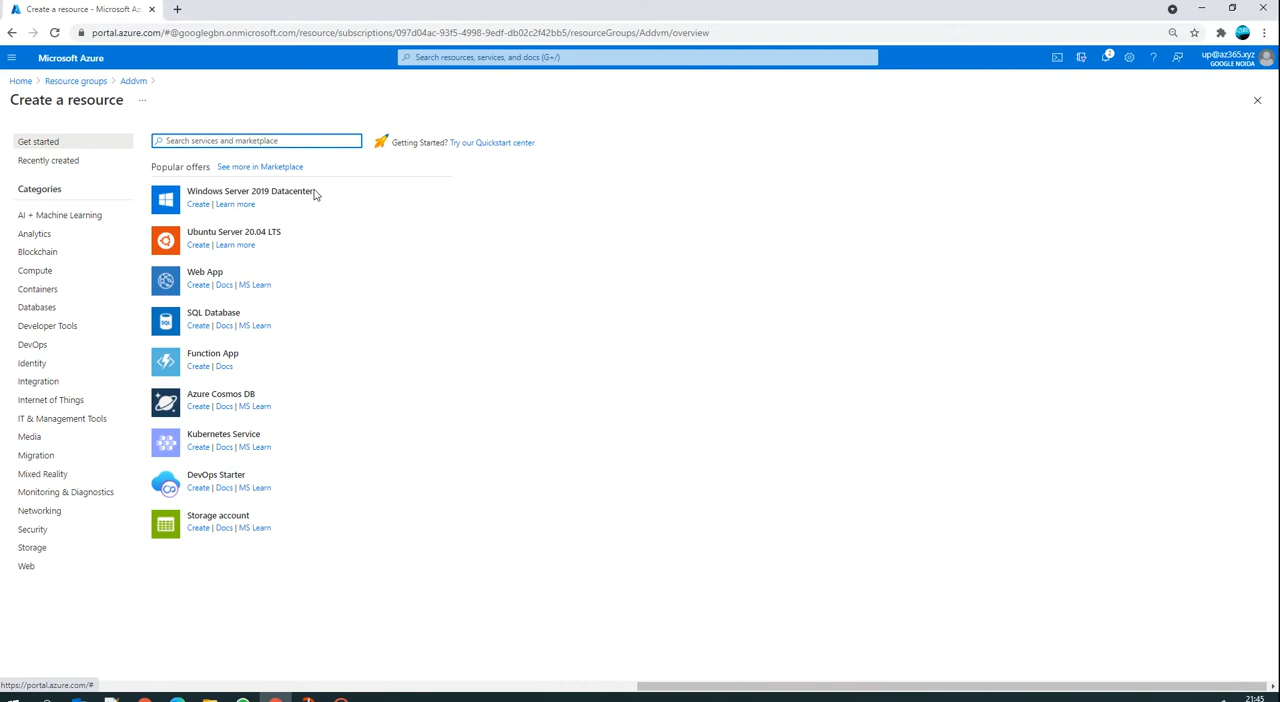 Create a resource - Microsoft Az
portal.azure.com/#@googlegbn.onmicrosoft.com/resource/subscriptions/097d04ac-93f5-4998-9edf-db02c2f42bb5/resourceGroups/Addvm/overview
Microsoft Azure
Search resources, services, and docs (G+/)
2
up@az365.xyz
GOOGLE NOIDA
Home > Resource groups > Addvm >
Create a resource ...
Get started
Recently created
Categories
AI + Machine Learning
Analytics
Blockchain
Compute
Containers
Databases
Developer Tools
DevOps
Identity
Integration
Internet of Things
IT & Management Tools
Media
Migration
Mixed Reality
Monitoring & Diagnostics
Networking
Security
Storage
Web
Search services and marketplace
Getting Started? Try our Quickstart center
Popular offers See more in Marketplace
Windows Server 2019 Datacenter
Create | Learn more
Ubuntu Server 20.04 LTS
Create | Learn more
Web App
Create | Docs | MS Learn
SQL Database
Create | Docs | MS Learn
Function App
Create | Docs
Azure Cosmos DB
Create | Docs | MS Learn
Kubernetes Service
Create | Docs | MS Learn
DevOps Starter
Create | Docs | MS Learn
Storage account
Create | Docs | MS Learn
https://portal.azure.com/#
21:45